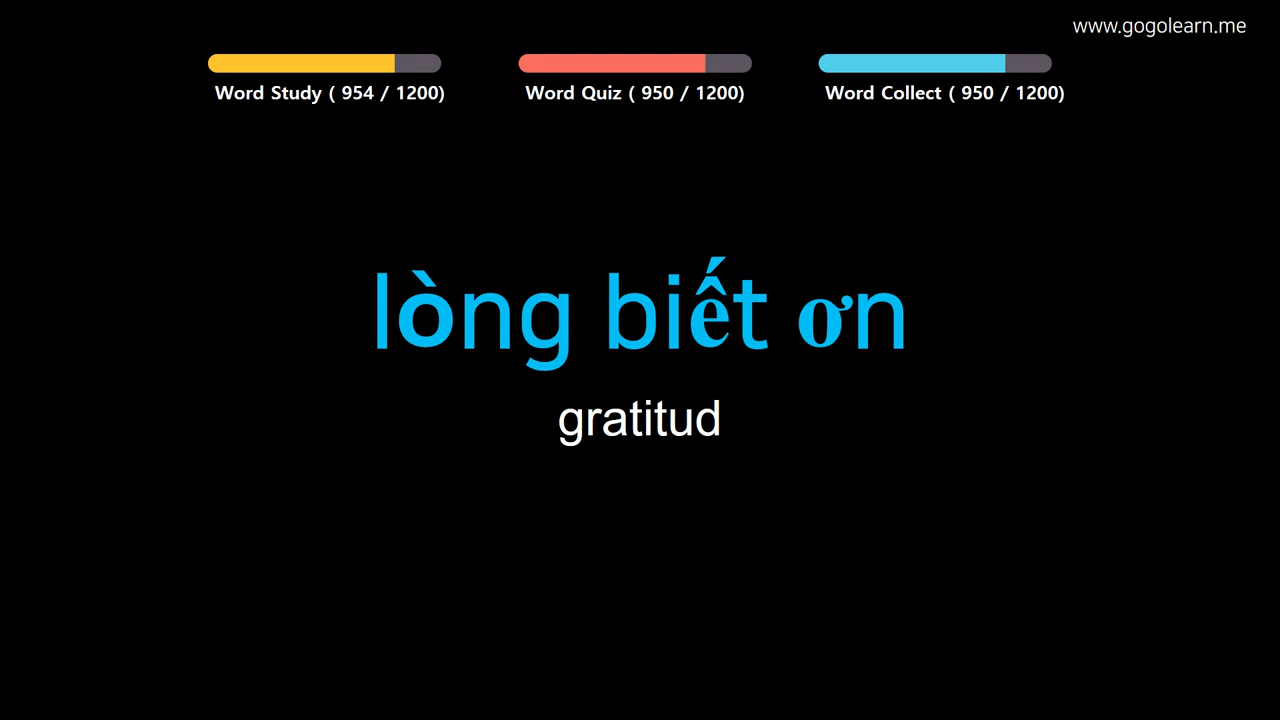 www.gogolearn.me
Word Study ( 954 / 1200)
Word Quiz ( 950 / 1200)
Word Collect ( 950 / 1200)
lòng biết ơn
gratitud